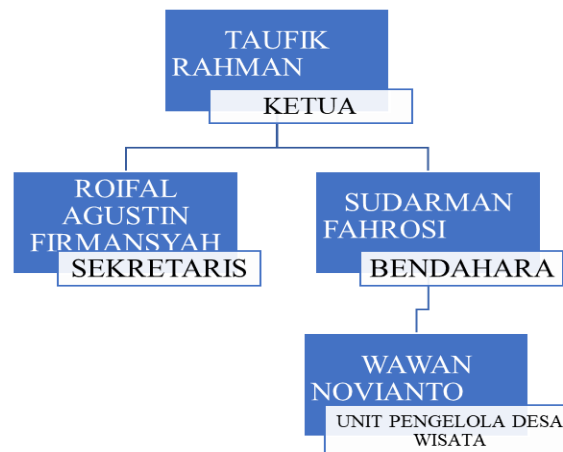 TAUFIK
RAHMAN
KETUA
ROIFAL
AGUSTIN
FIRMANSYAH
SEKRETARIS
SUDARMAN
FAHROSI
BENDAHARA
WAWAN
NOVIANTO
UNIT PENGELOLA DESA
WISATA